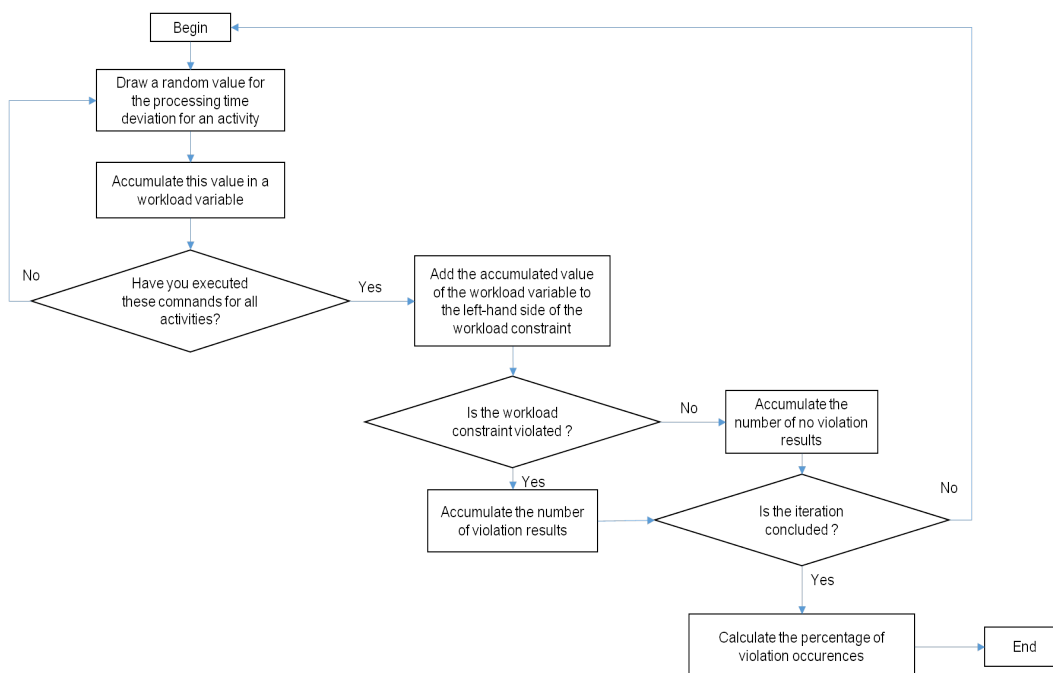 Begin
Draw a random value for
the processing time
deviation for an activity
Accumulate this value in a
workload variable
No
Have you executed
these commands for all
activities?
Yes
Add the accumulated value
of the workload variable to
the left-hand side of the
workload constraint
Is the workload
constraint violated ?
No
Accumulate the
number of no violation
results
Yes
Accumulate the number
of violation results
Is the iteration
concluded ?
No
Yes
Calculate the percentage of
violation occurences
End